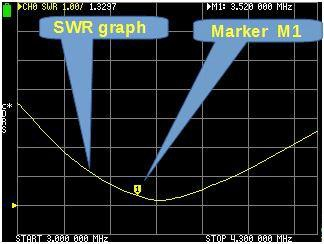 CH0 SWR 1.00/ 1.3297
M1: 3.520 000 MHz
SWR graph
Marker M1
1
START 3.000 000 MHz
STOP 4.300 000 MHz